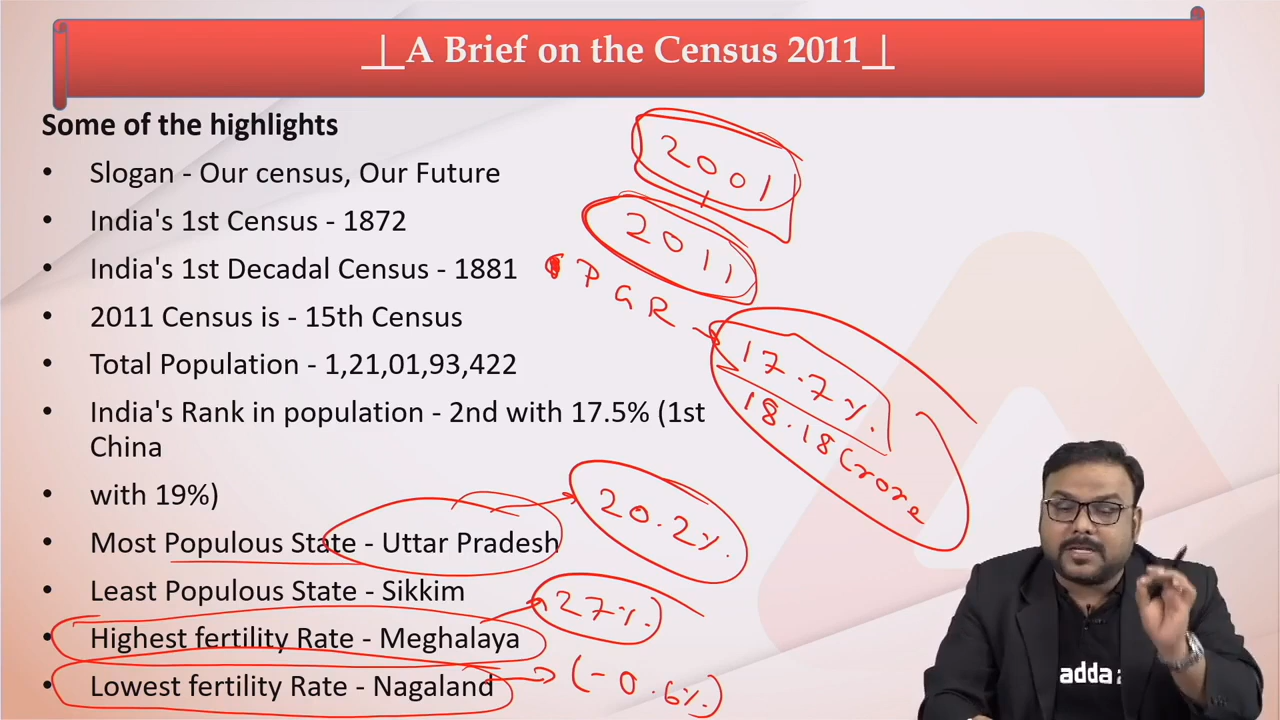 |_A Brief on the Census 2011_|
Some of the highlights
• Slogan - Our census, Our Future
• India's 1st Census - 1872
• India's 1st Decadal Census - 1881
• 2011 Census is - 15th Census
• Total Population - 1,21,01,93,422
• India's Rank in population - 2nd with 17.5% (1st
China
• with 19%)
• Most Populous State - Uttar Pradesh
• Least Populous State - Sikkim
• Highest fertility Rate - Meghalaya
• Lowest fertility Rate - Nagaland
2001
2011
PGR → 17.7%.
18.18 Crore
20.2%.
27%.
(-0.6%)
adda2